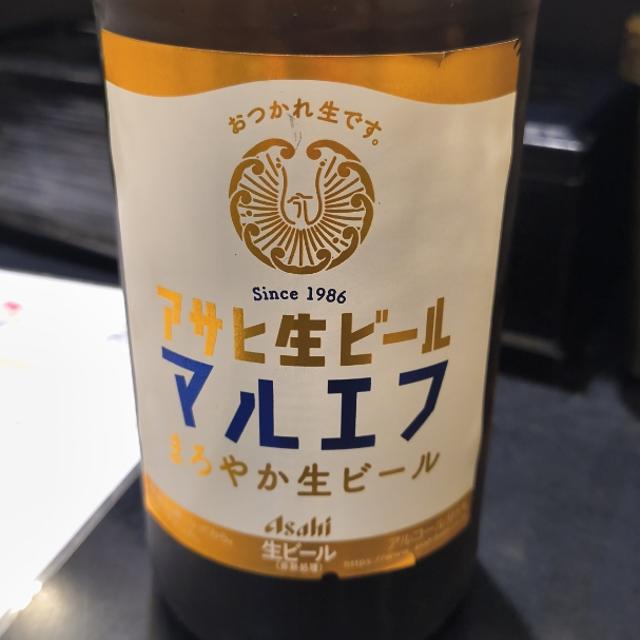 おつかれ生です。
Since 1986
アサヒ生ビール
マルエフ
まろやか生ビール
Asahi
生ビール